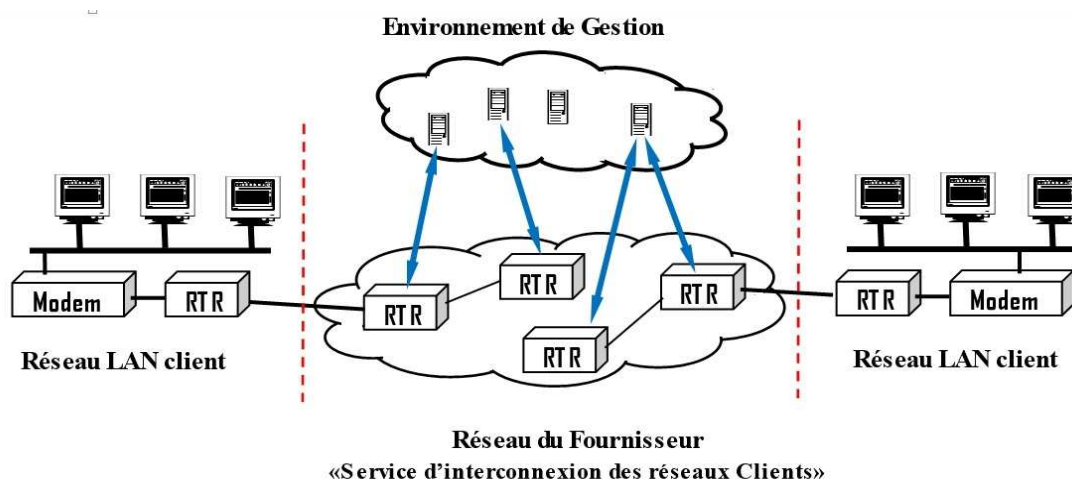 Environnement de Gestion
RTR
RTR
RTR
RTR
Modem
RTR
RTR
Modem
Réseau LAN client
Réseau LAN client
Réseau du Fournisseur
«Service d’interconnexion des réseaux Clients»